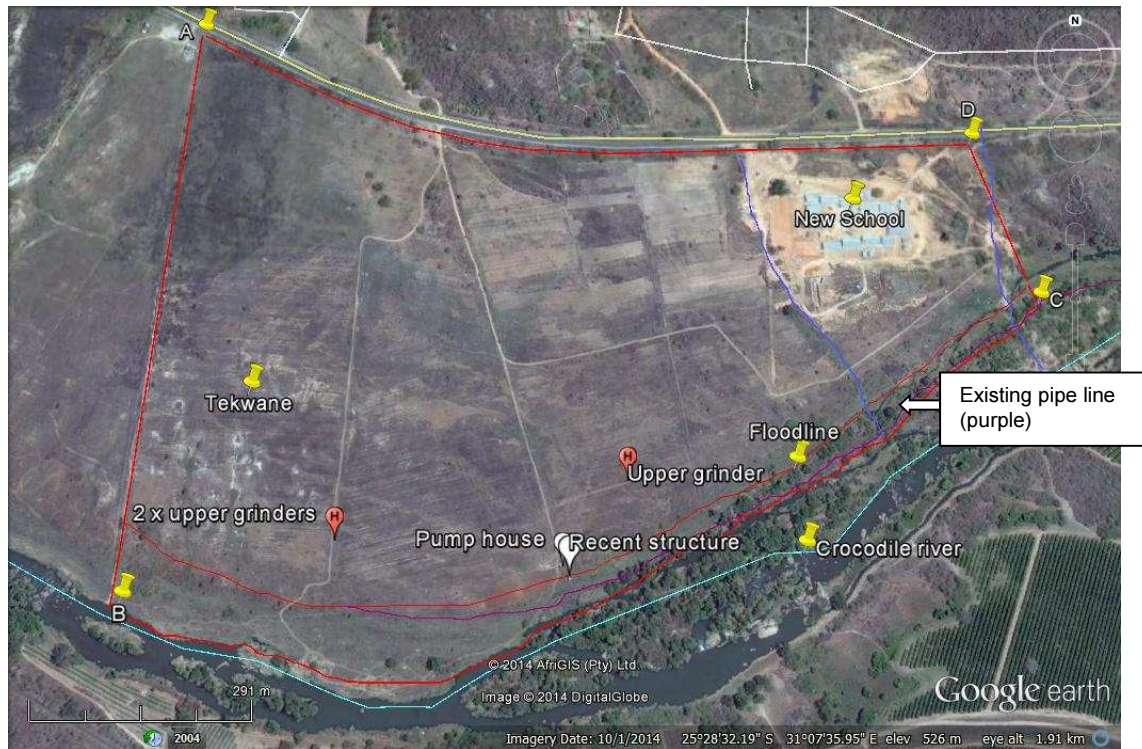 N
A
D
New School
C
Existing pipe line
(purple)
Tekwane
Floodline
H
Upper grinder
2 x upper grinders
H
Pump house
Recent structure
Crocodile river
B
© 2014 AfriGIS (Pty) Ltd.
291 m
Image © 2014 DigitalGlobe
Google earth
2004
Imagery Date: 10/1/2014 25°28'32.19" S 31°07'35.95" E elev 526 m eye alt 1.91 km